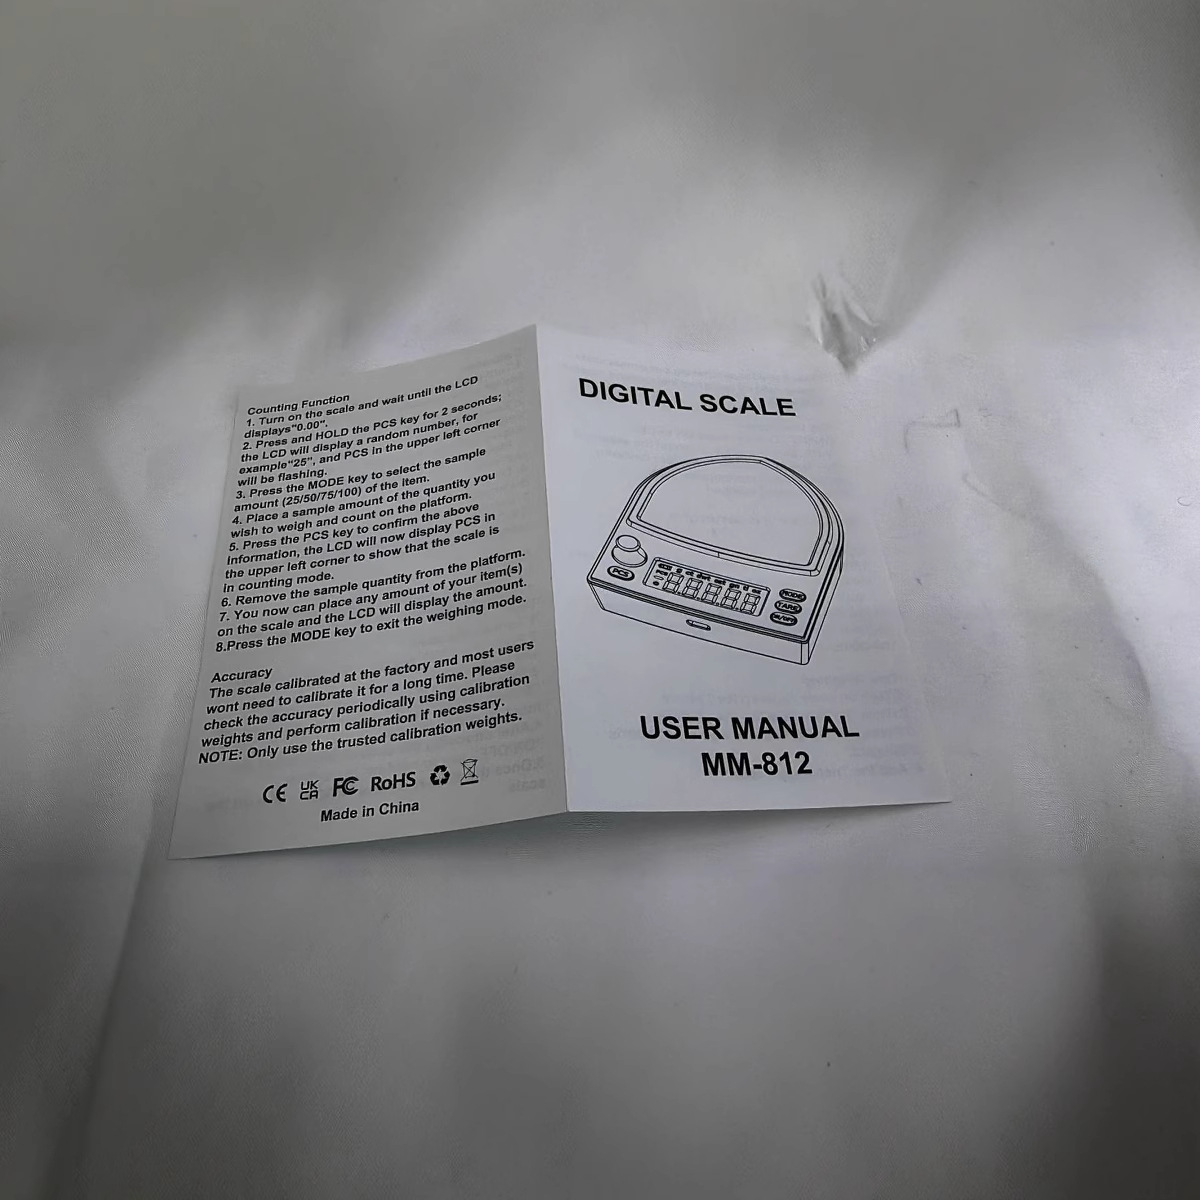 Counting Function
1. Turn on the scale and wait until the LCD
displays"0.00".
2. Press and HOLD the PCS key for 2 seconds;
the LCD will display a random number, for
example"25", and PCS in the upper left corner
will be flashing.
3. Press the MODE key to select the sample
amount (25/50/75/100) of the item.
4. Place a sample amount of the quantity you
wish to weigh and count on the platform.
5. Press the PCS key to confirm the above
Information, the LCD will now display PCS in
the upper left corner to show that the scale is
in counting mode.
6. Remove the sample quantity from the platform.
7. You now can place any amount of your item(s)
on the scale and the LCD will display the amount.
8.Press the MODE key to exit the weighing mode.
Accuracy
The scale calibrated at the factory and most users
wont need to calibrate it for a long time. Please
check the accuracy periodically using calibration
weights and perform calibration if necessary.
NOTE: Only use the trusted calibration weights.
CE UK CA FC RoHS
Made in China
DIGITAL SCALE
PCS
MODE
TARE
ON/OFF
USER MANUAL
MM-812